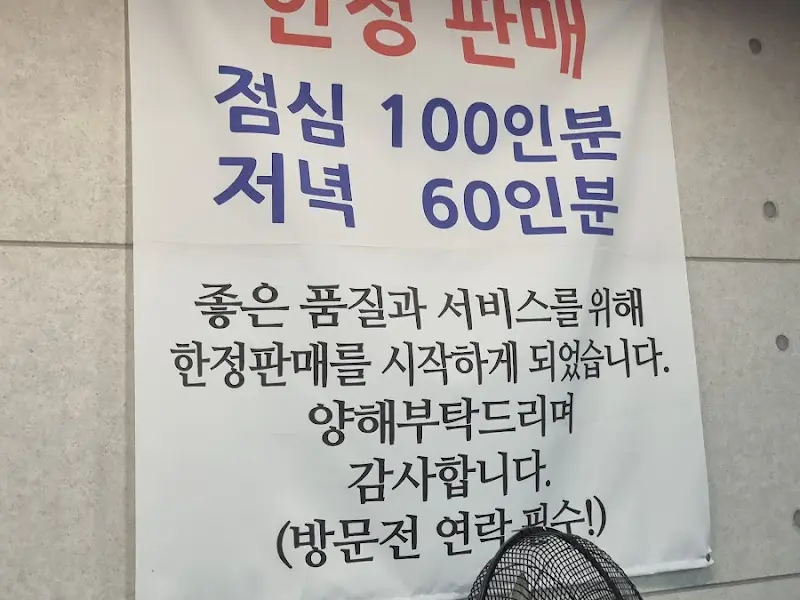 한정 판매
점심 100인분
저녁 60인분
좋은 품질과 서비스를 위해
한정판매를 시작하게 되었습니다.
양해부탁드리며
감사합니다.
(방문전 연락 필수!)